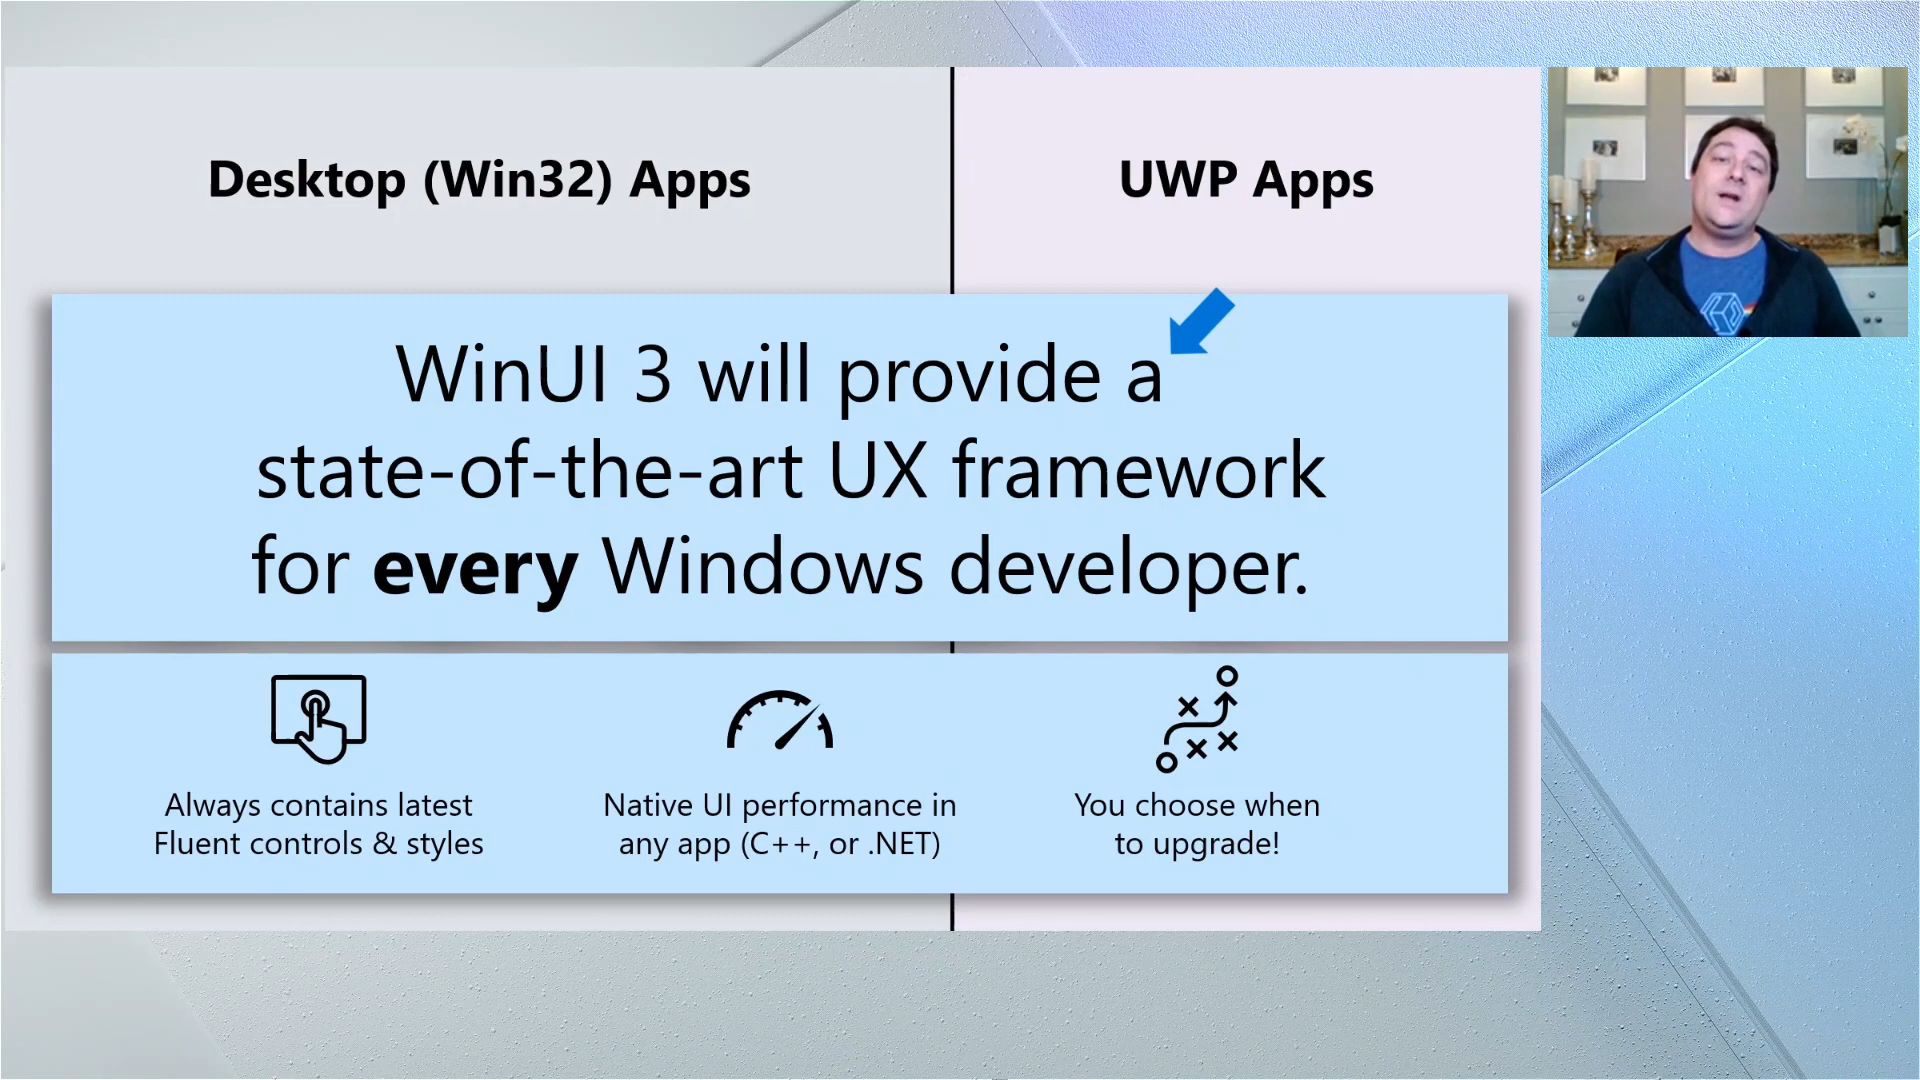 Desktop (Win32) Apps
UWP Apps
WinUI 3 will provide a
state-of-the-art UX framework
for every Windows developer.
Always contains latest
Fluent controls & styles
Native UI performance in
any app (C++, or .NET)
You choose when
to upgrade!